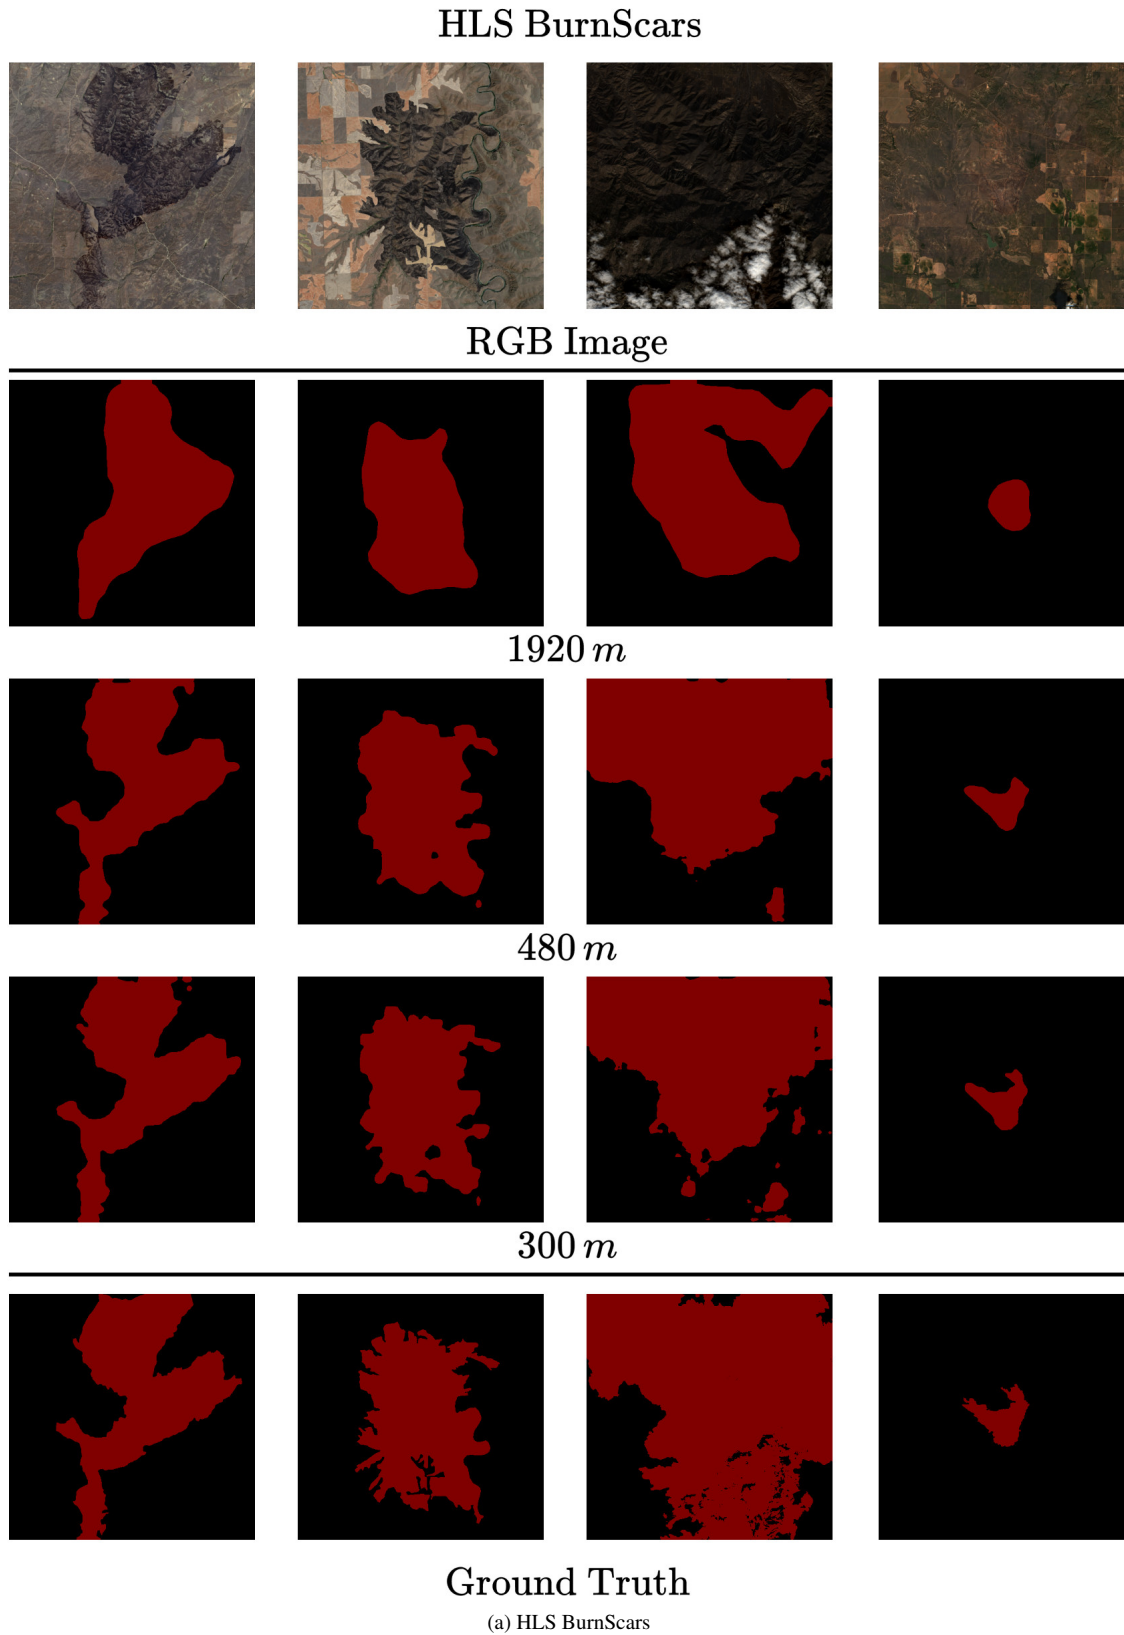 HLS BurnScars
RGB Image
1920 m
480 m
300 m
Ground Truth
(a) HLS BurnScars